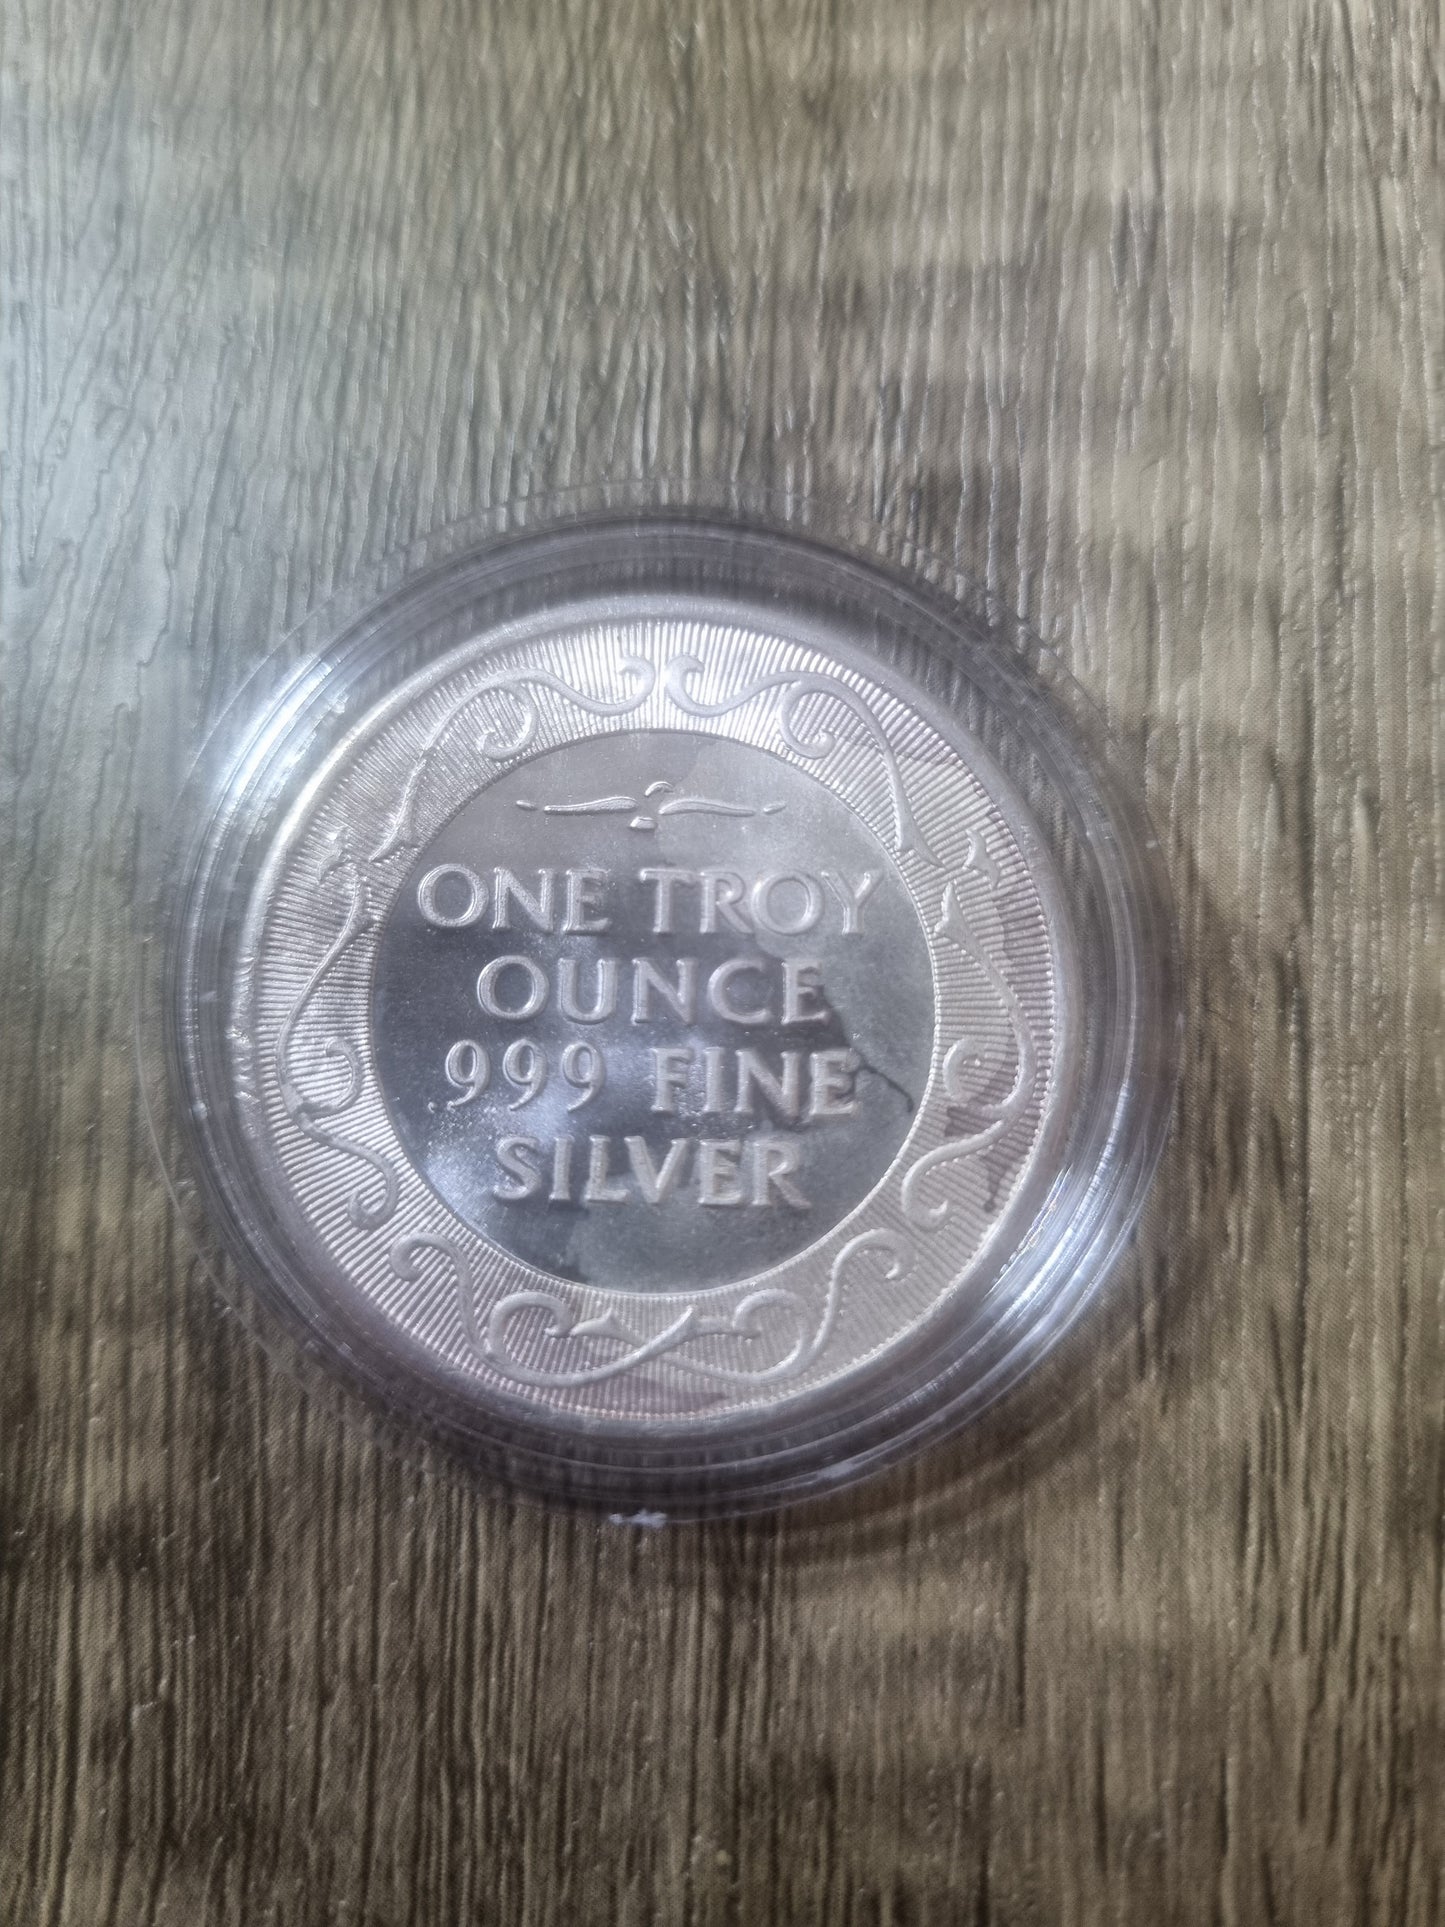 ONE TROY
OUNCE
.999 FINE
SILVER